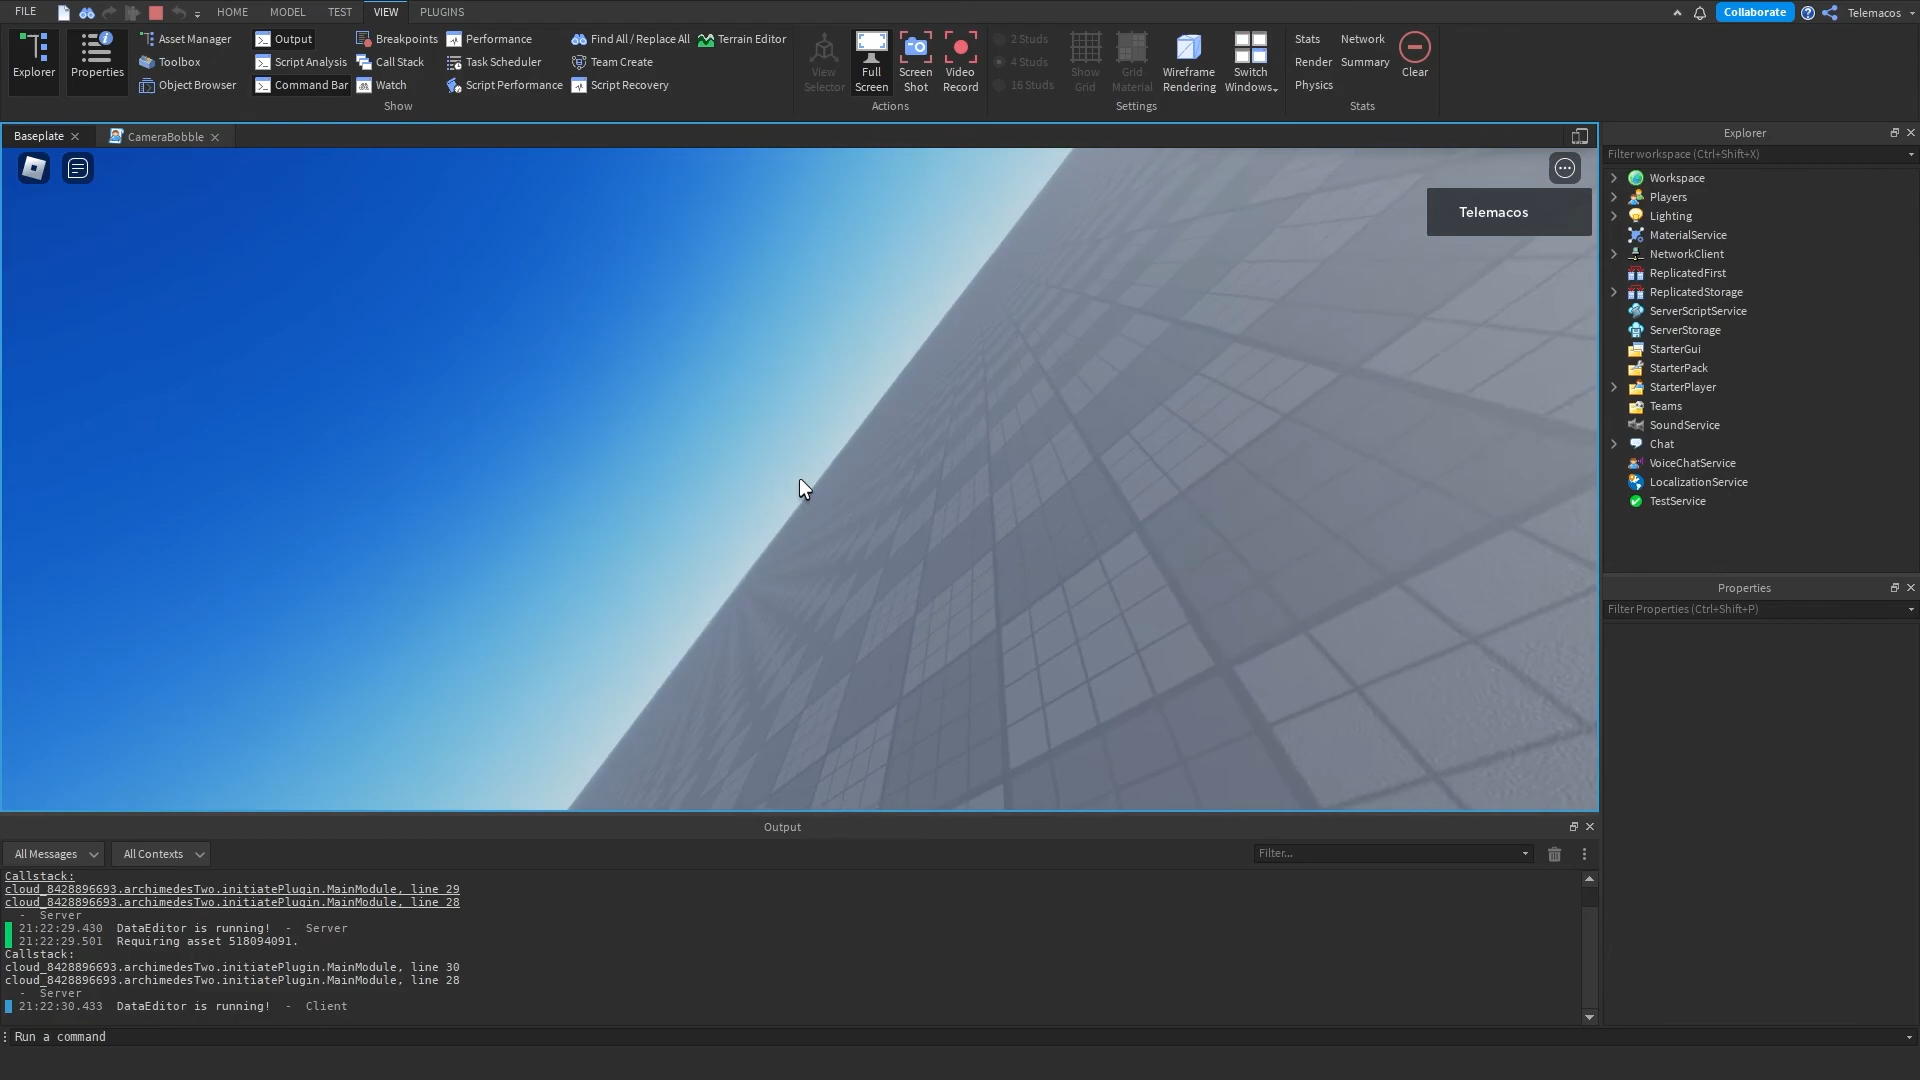 FILE HOME MODEL TEST VIEW PLUGINS Collaborate Telemacos
Explorer
Properties
Asset Manager
Toolbox
Object Browser
Output
Script Analysis
Command Bar
Breakpoints
Call Stack
Watch
Performance
Task Scheduler
Script Performance
Find All / Replace All
Team Create
Script Recovery
Terrain Editor
Show
View
Selector
Full
Screen
Screen
Shot
Video
Record
Actions
2 Studs
4 Studs
16 Studs
Show
Grid
Grid
Material
Wireframe
Rendering
Switch
Windows
Settings
Stats
Render
Physics
Network
Summary
Clear
Stats
Baseplate CameraBobble
Telemacos
Explorer
Filter workspace (Ctrl+Shift+X)
Workspace
Players
Lighting
MaterialService
NetworkClient
ReplicatedFirst
ReplicatedStorage
ServerScriptService
ServerStorage
StarterGui
StarterPack
StarterPlayer
Teams
SoundService
Chat
VoiceChatService
LocalizationService
TestService
Properties
Filter Properties (Ctrl+Shift+P)
Output
All Messages All Contexts Filter...
Callstack:
cloud_8428896693.archimedesTwo.initiatePlugin.MainModule, line 29
cloud_8428896693.archimedesTwo.initiatePlugin.MainModule, line 28
- Server
21:22:29.430 DataEditor is running! - Server
21:22:29.501 Requiring asset 518094091.
Callstack:
cloud_8428896693.archimedesTwo.initiatePlugin.MainModule, line 30
cloud_8428896693.archimedesTwo.initiatePlugin.MainModule, line 28
- Server
21:22:30.433 DataEditor is running! - Client
Run a command